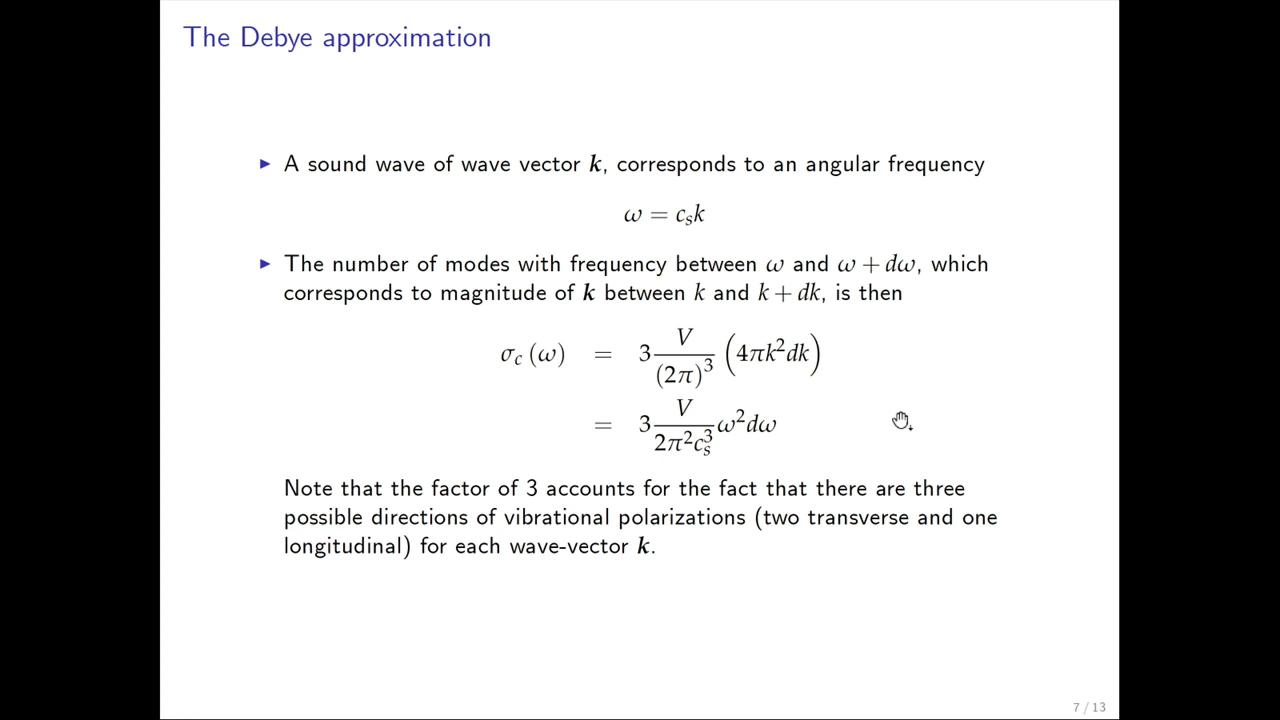 The Debye approximation
▶ A sound wave of wave vector k, corresponds to an angular frequency
ω = c_s k
▶ The number of modes with frequency between ω and ω + dω, which
corresponds to magnitude of k between k and k + dk, is then
σ_c (ω) = 3 V/(2π)^3 (4πk^2 dk)
= 3 V/(2π^2 c_s^3) ω^2 dω
Note that the factor of 3 accounts for the fact that there are three
possible directions of vibrational polarizations (two transverse and one
longitudinal) for each wave-vector k.
7 / 13